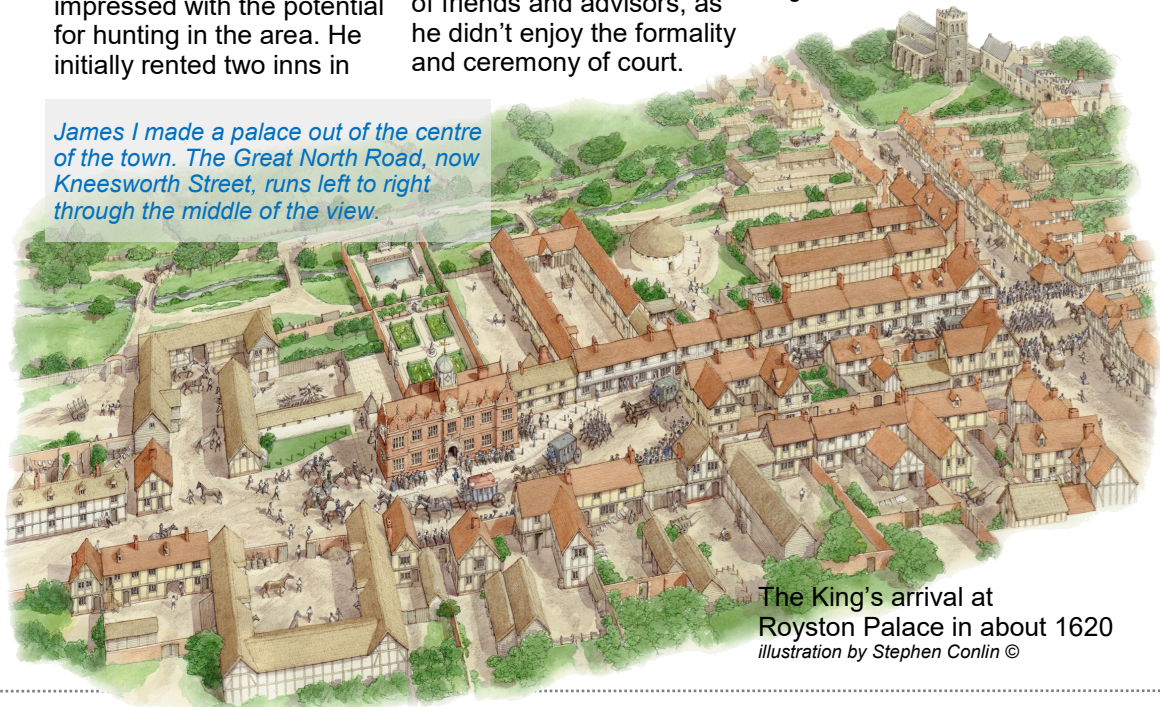 impressed with the potential
for hunting in the area. He
initially rented two inns in
of friends and advisors, as
he didn’t enjoy the formality
and ceremony of court.
James I made a palace out of the centre
of the town. The Great North Road, now
Kneesworth Street, runs left to right
through the middle of the view.
The King’s arrival at
Royston Palace in about 1620
illustration by Stephen Conlin ©